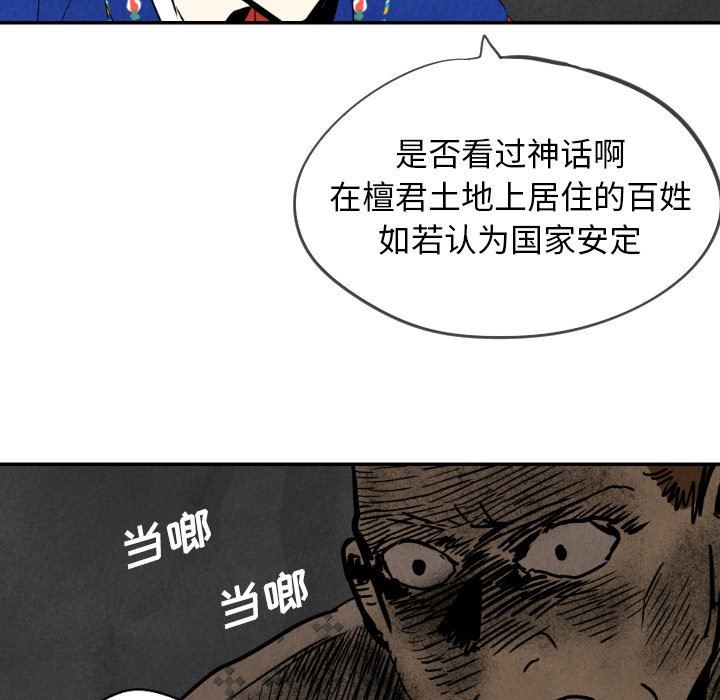 是否看过神话啊
在檀君土地上居住的百姓
如若认为国家安定
当啷
当啷